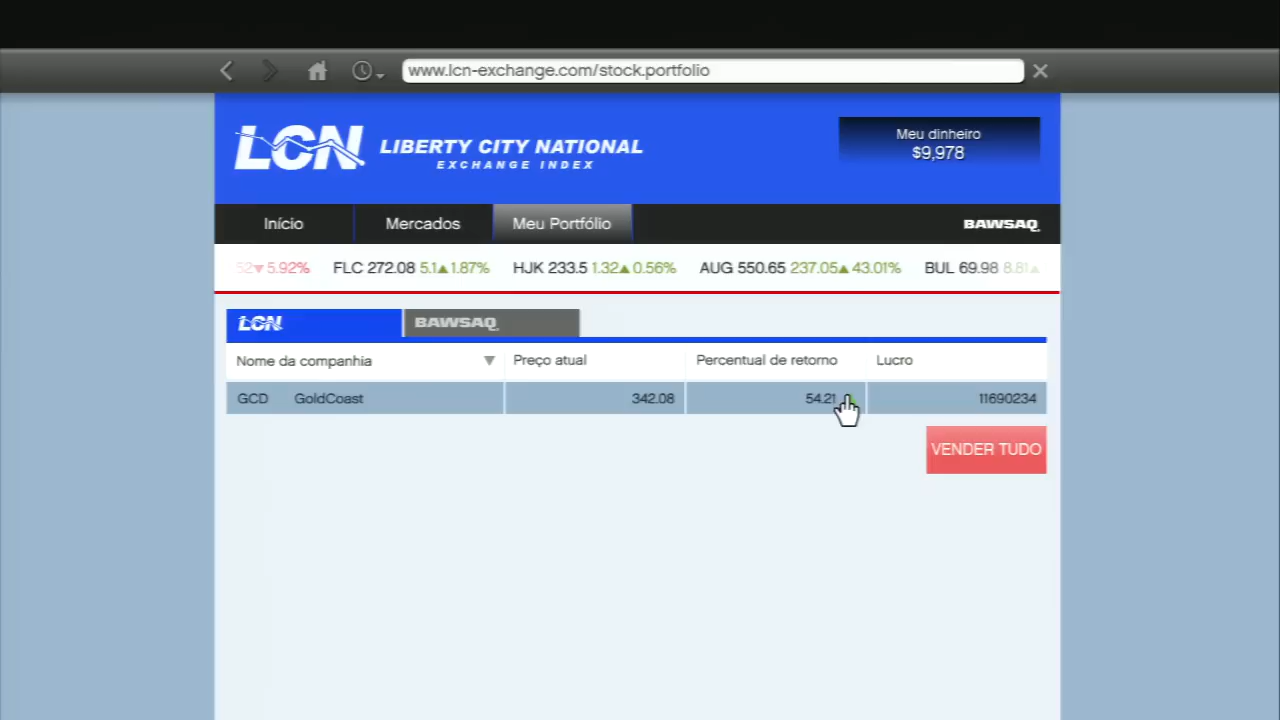 www.lcn-exchange.com/stock.portfolio
LCN LIBERTY CITY NATIONAL
EXCHANGE INDEX
Meu dinheiro
$9,978
Início Mercados Meu Portfólio BAWSAQ
52▼5.92% FLC 272.08 5.1▲1.87% HJK 233.5 1.32▲0.56% AUG 550.65 237.05▲43.01% BUL 69.98 8.81▲
LCN BAWSAQ
Nome da companhia ▼ Preço atual Percentual de retorno Lucro
GCD GoldCoast 342.08 54.21 11690234
VENDER TUDO